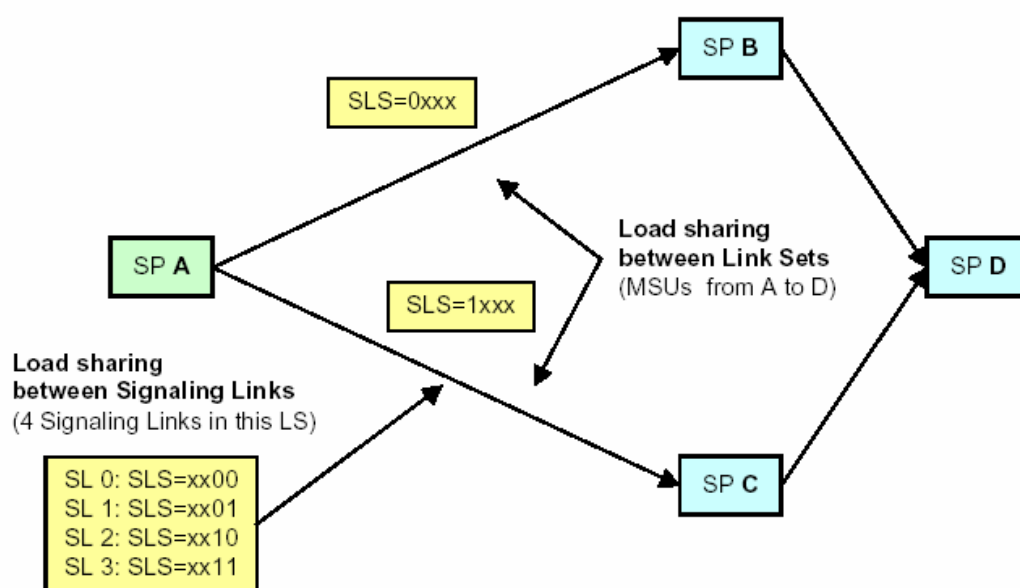 SP B
SLS=0xxx
Load sharing
between Link Sets
(MSUs from A to D)
SP A
SP D
SLS=1xxx
Load sharing
between Signaling Links
(4 Signaling Links in this LS)
SL 0: SLS=xx00
SL 1: SLS=xx01
SL 2: SLS=xx10
SL 3: SLS=xx11
SP C